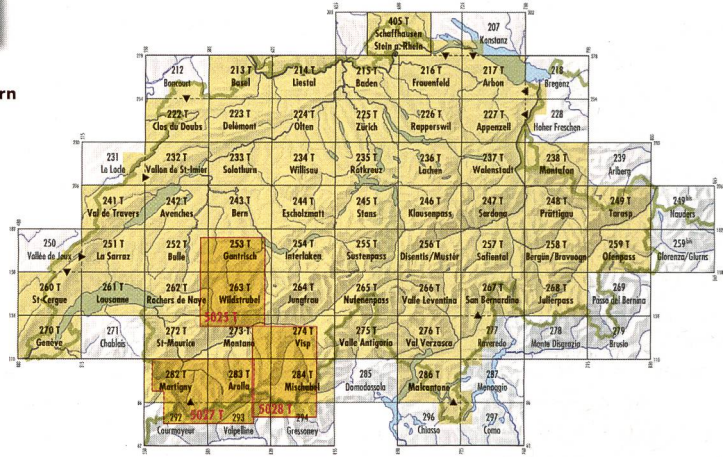 405 T
Schaffhausen
Stein a. Rhein
207
Konstanz
rn
212
Boncourt
213 T
Basel
214 T
Liestal
215 T
Baden
216 T
Frauenfeld
217 T
Arbon
218
Bregenz
222 T
Clos du Doubs
223 T
Delémont
224 T
Olten
225 T
Zürich
226 T
Rapperswil
227 T
Appenzell
228
Hoher Freschen
231
Le Locle
232 T
Vallon de St-Imier
233 T
Solothurn
234 T
Willisau
235 T
Rotkreuz
236 T
Lachen
237 T
Walenstadt
238 T
Montafon
239
Arlberg
241 T
Val de Travers
242 T
Avenches
243 T
Bern
244 T
Escholzmatt
245 T
Stans
246 T
Klausenpass
247 T
Sardona
248 T
Prättigau
249 T
Tarasp
249 bis
Nauders
250
Vallée de Joux
251 T
La Sarraz
252 T
Bulle
253 T
Gantrisch
254 T
Interlaken
255 T
Sustenpass
256 T
Disentis/Mustér
257 T
Safiental
258 T
Bergün/Bravuogn
259 T
Ofenpass
259 bis
Glorenza/Glurns
260 T
St-Cergue
261 T
Lausanne
262 T
Rochers de Naye
263 T
Wildstrubel
264 T
Jungfrau
265 T
Nufenenpass
266 T
Valle Leventina
267 T
San Bernardino
268 T
Julierpass
269
Passo del Bernina
5025 T
270 T
Genève
271
Chablais
272 T
St-Maurice
273 T
Montana
274 T
Visp
275 T
Valle Antigorio
276 T
Val Verzasca
277
Roveredo
278
Monte Disgrazia
279
Brusio
282 T
Martigny
283 T
Arolla
284 T
Mischabel
285
Domodossola
286 T
Malcantone
287
Menaggio
5027 T
5028 T
292
Courmayeur
293
Valpelline
294
Gressoney
296
Chiasso
297
Como